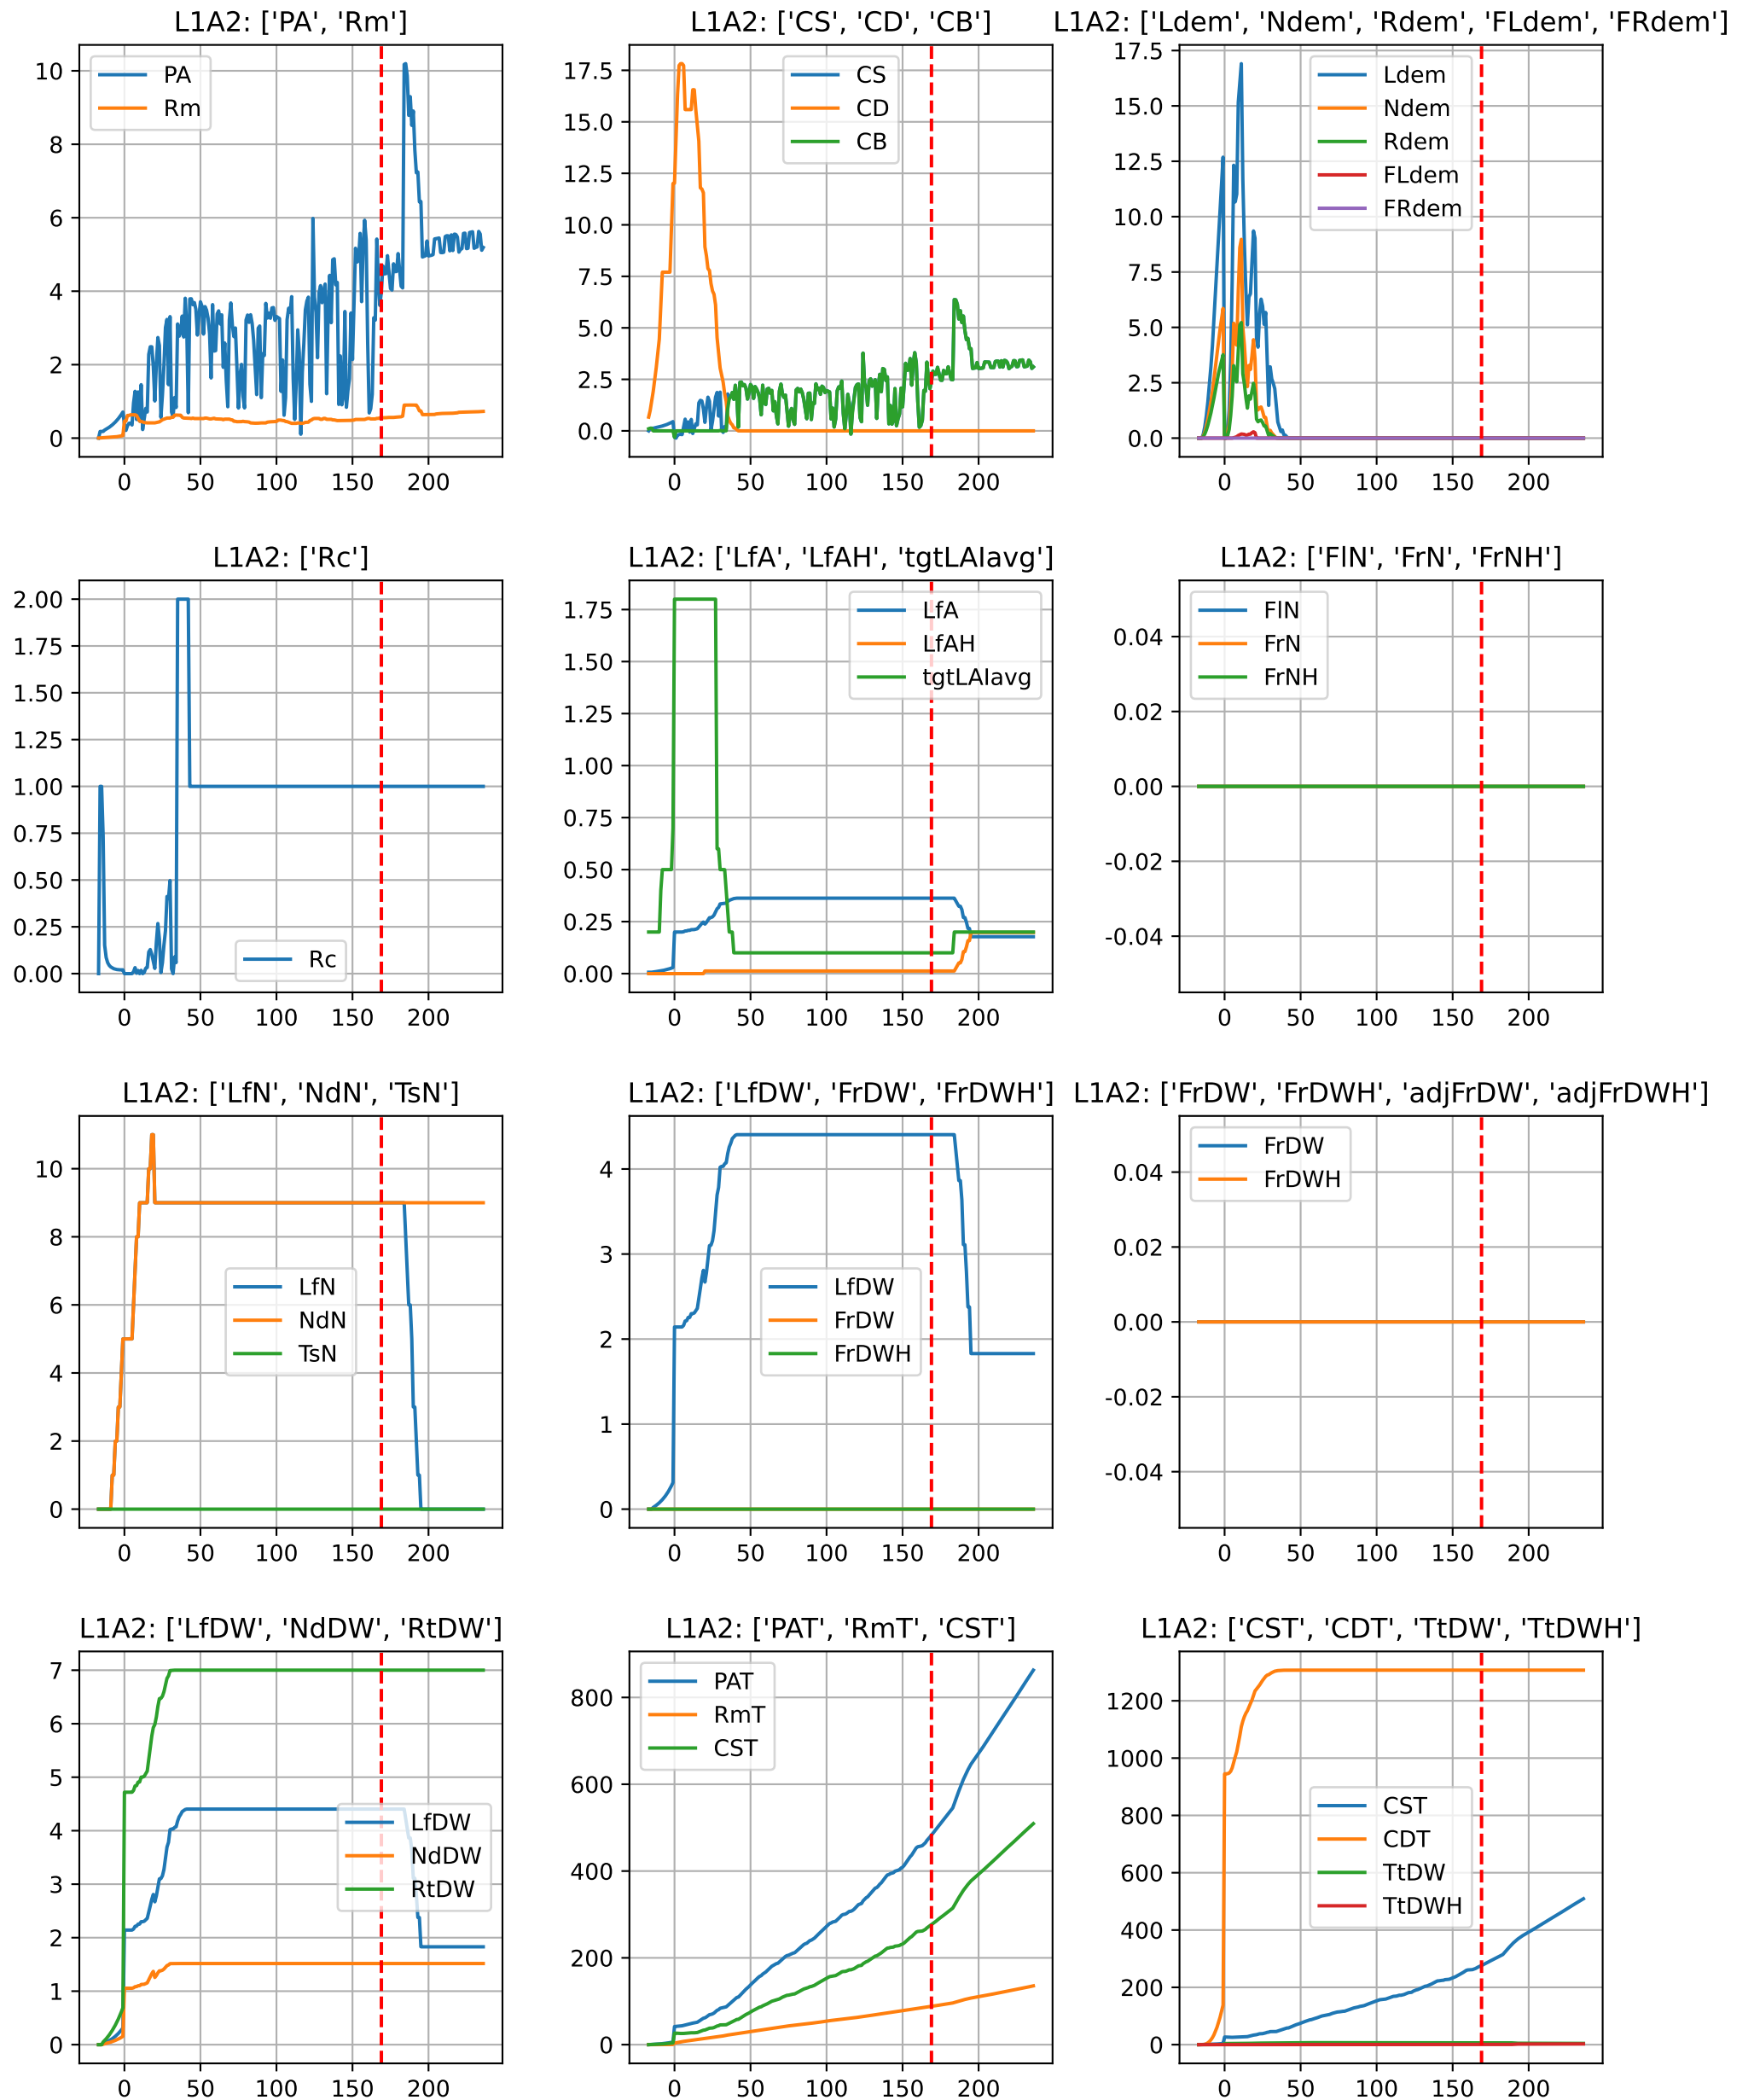 L1A2: ['PA', 'Rm']
10
8
6
4
2
0
0 50 100 150 200
PA
Rm
L1A2: ['CS', 'CD', 'CB']
17.5
15.0
12.5
10.0
7.5
5.0
2.5
0.0
0 50 100 150 200
CS
CD
CB
L1A2: ['Ldem', 'Ndem', 'Rdem', 'FLdem', 'FRdem']
17.5
15.0
12.5
10.0
7.5
5.0
2.5
0.0
0 50 100 150 200
Ldem
Ndem
Rdem
FLdem
FRdem
L1A2: ['Rc']
2.00
1.75
1.50
1.25
1.00
0.75
0.50
0.25
0.00
0 50 100 150 200
Rc
L1A2: ['LfA', 'LfAH', 'tgtLAIavg']
1.75
1.50
1.25
1.00
0.75
0.50
0.25
0.00
0 50 100 150 200
LfA
LfAH
tgtLAIavg
L1A2: ['FlN', 'FrN', 'FrNH']
0.04
0.02
0.00
-0.02
-0.04
0 50 100 150 200
FlN
FrN
FrNH
L1A2: ['LfN', 'NdN', 'TsN']
10
8
6
4
2
0
0 50 100 150 200
LfN
NdN
TsN
L1A2: ['LfDW', 'FrDW', 'FrDWH']
4
3
2
1
0
0 50 100 150 200
LfDW
FrDW
FrDWH
L1A2: ['FrDW', 'FrDWH', 'adjFrDW', 'adjFrDWH']
0.04
0.02
0.00
-0.02
-0.04
0 50 100 150 200
FrDW
FrDWH
L1A2: ['LfDW', 'NdDW', 'RtDW']
7
6
5
4
3
2
1
0
0 50 100 150 200
LfDW
NdDW
RtDW
L1A2: ['PAT', 'RmT', 'CST']
800
600
400
200
0
0 50 100 150 200
PAT
RmT
CST
L1A2: ['CST', 'CDT', 'TtDW', 'TtDWH']
1200
1000
800
600
400
200
0
0 50 100 150 200
CST
CDT
TtDW
TtDWH